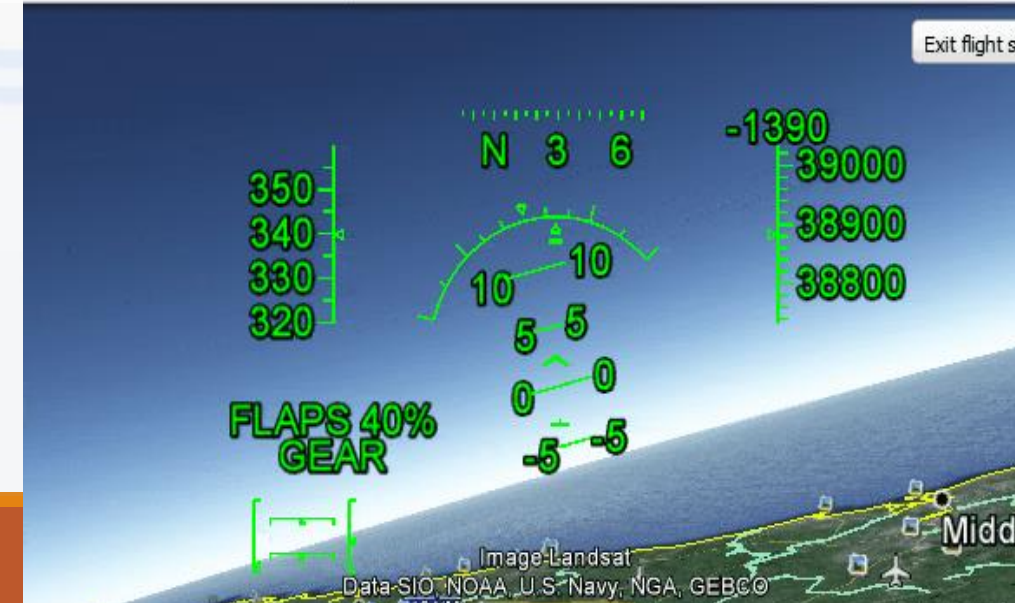 Exit flight s
N 3 6
-1390
350
340
330
320
39000
38900
38800
10 10
5 5
0 0
-5 -5
FLAPS 40%
GEAR
Midd
Image Landsat
Data SIO, NOAA, U.S. Navy, NGA, GEBCO